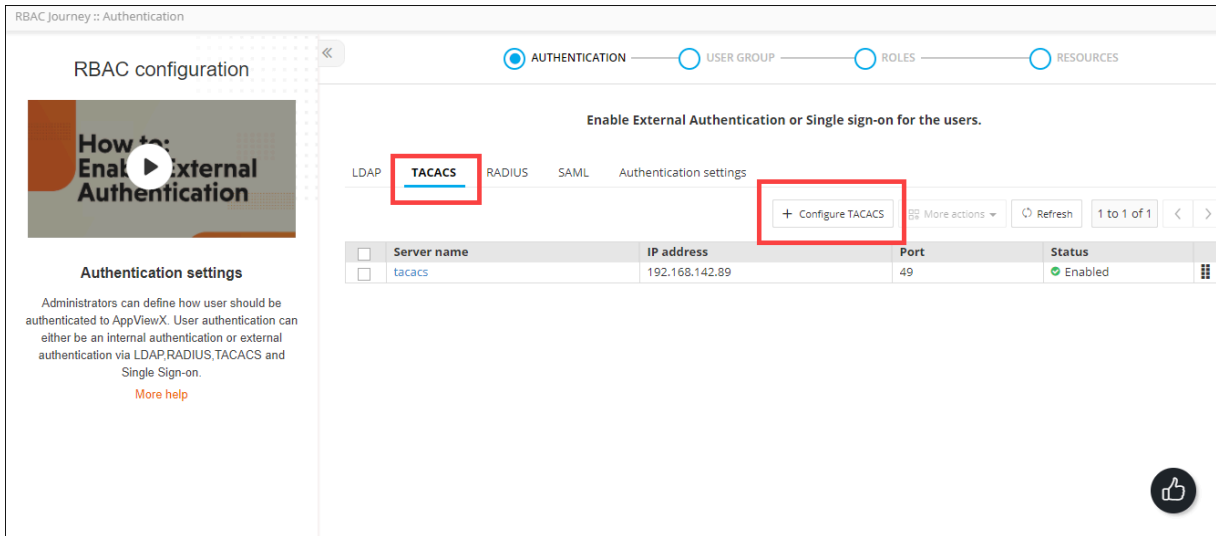 RBAC Journey :: Authentication
RBAC configuration
How to:
Enable External
Authentication
Authentication settings
Administrators can define how user should be
authenticated to AppViewX. User authentication can
either be an internal authentication or external
authentication via LDAP,RADIUS,TACACS and
Single Sign-on.
More help
AUTHENTICATION USER GROUP ROLES RESOURCES
Enable External Authentication or Single sign-on for the users.
LDAP TACACS RADIUS SAML Authentication settings
+ Configure TACACS More actions Refresh 1 to 1 of 1
Server name IP address Port Status
tacacs 192.168.142.89 49 Enabled